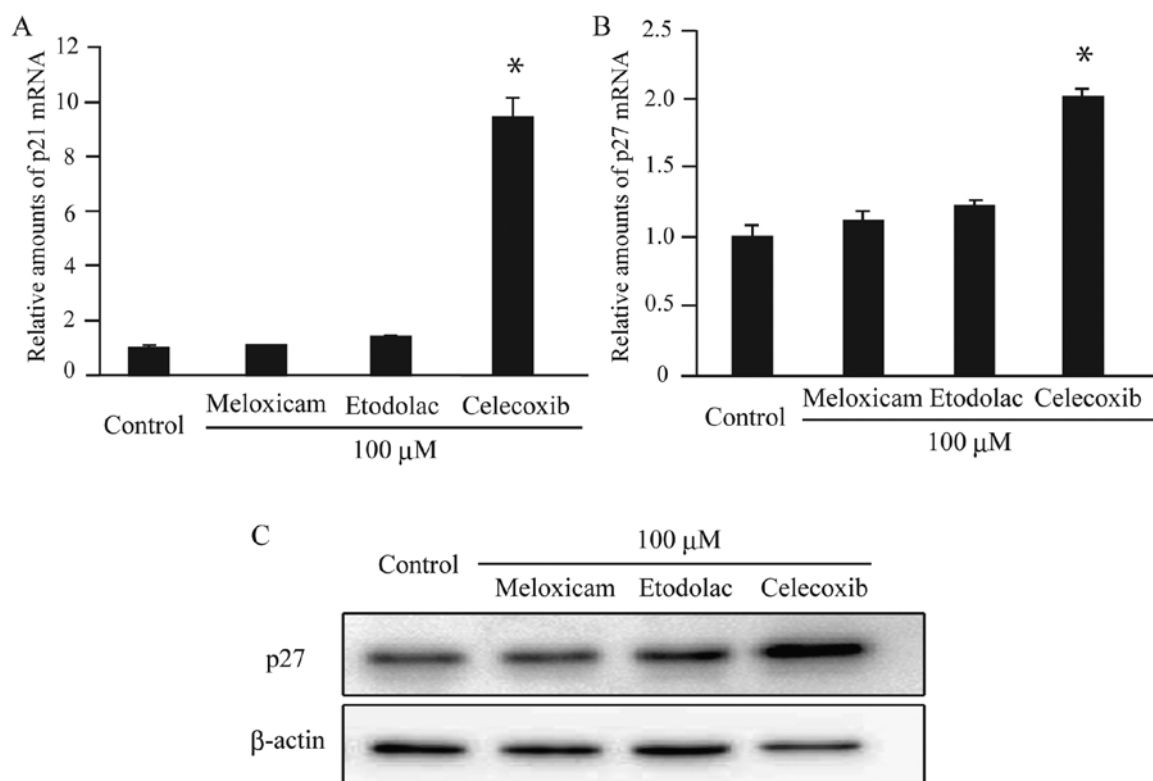 A
Relative amounts of p21 mRNA
12
10
8
6
4
2
0
*
Control
Meloxicam Etodolac Celecoxib
100 μM
B
Relative amounts of p27 mRNA
2.5
2.0
1.5
1.0
0.5
0
*
Control
Meloxicam Etodolac Celecoxib
100 μM
C
100 μM
Control
Meloxicam Etodolac Celecoxib
p27
β-actin